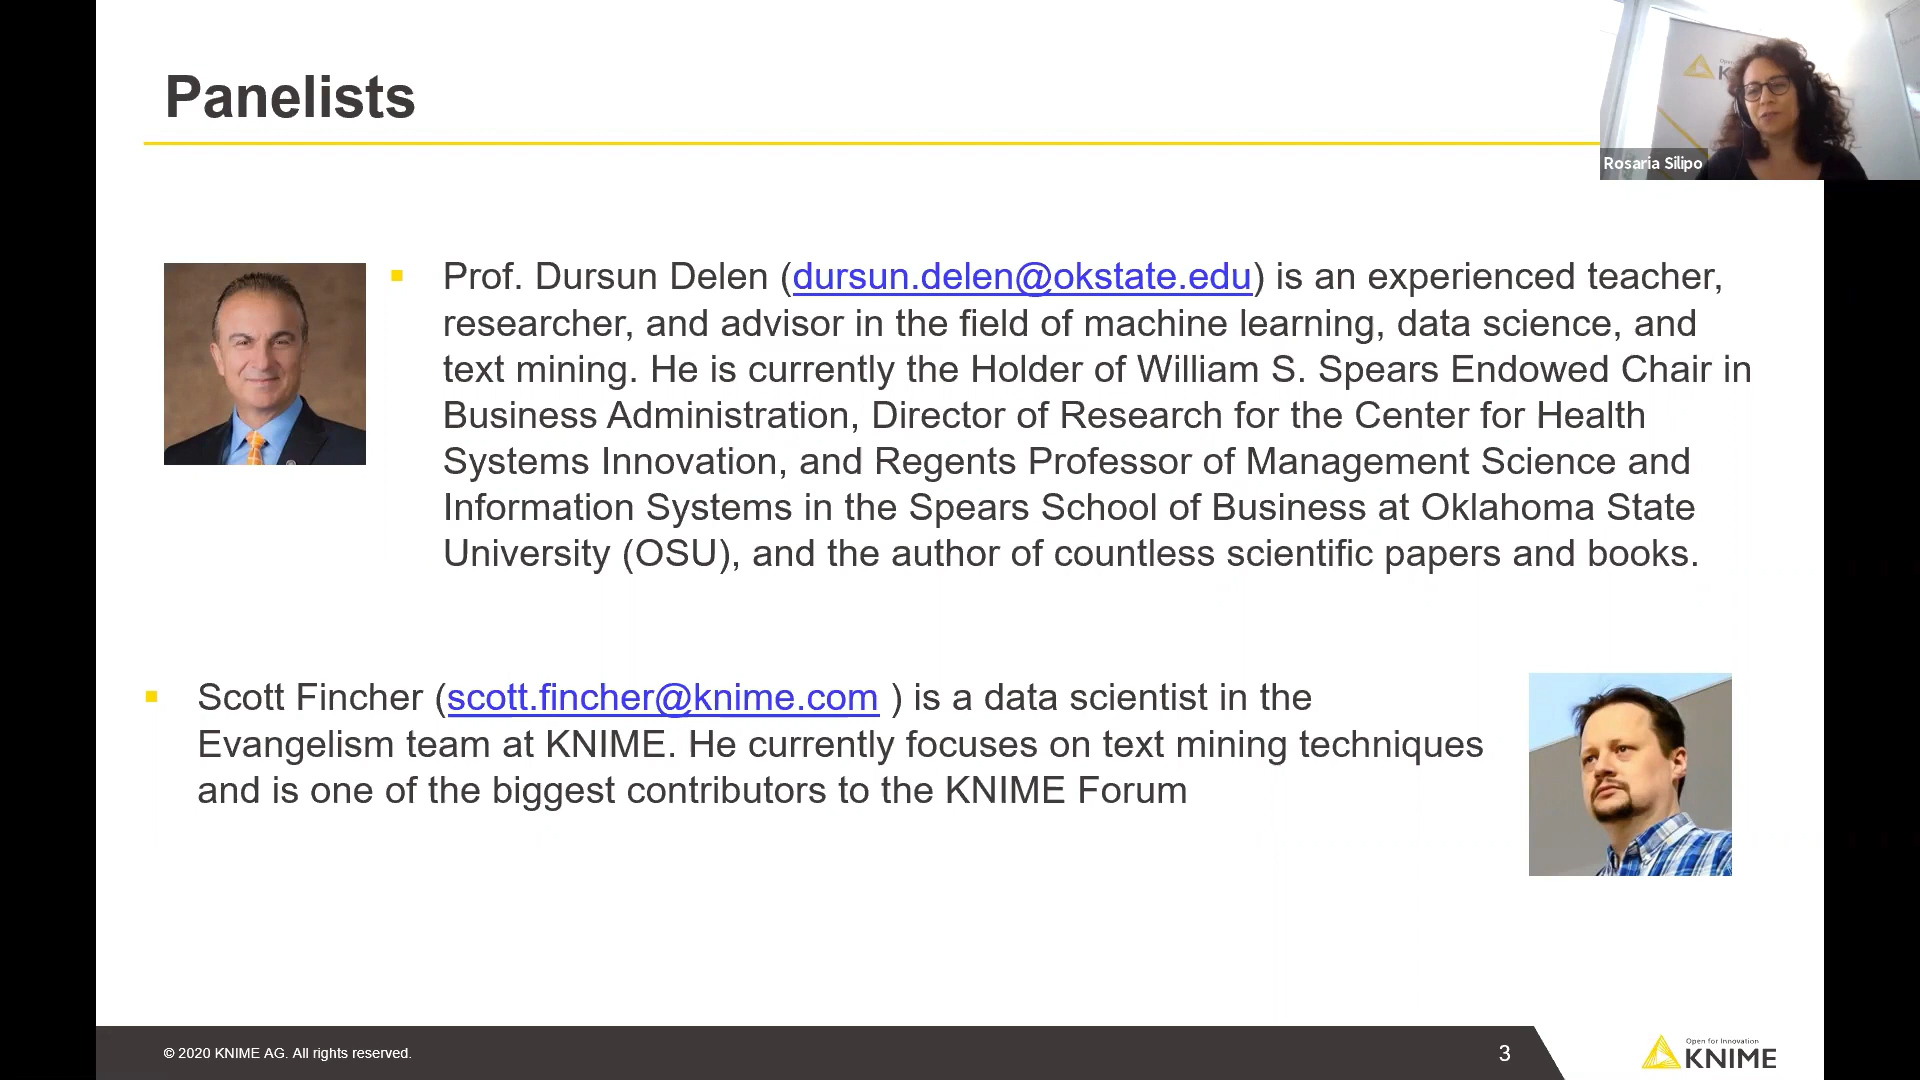 Panelists
Rosaria Silipo
Prof. Dursun Delen (dursun.delen@okstate.edu) is an experienced teacher,
researcher, and advisor in the field of machine learning, data science, and
text mining. He is currently the Holder of William S. Spears Endowed Chair in
Business Administration, Director of Research for the Center for Health
Systems Innovation, and Regents Professor of Management Science and
Information Systems in the Spears School of Business at Oklahoma State
University (OSU), and the author of countless scientific papers and books.
Scott Fincher (scott.fincher@knime.com ) is a data scientist in the
Evangelism team at KNIME. He currently focuses on text mining techniques
and is one of the biggest contributors to the KNIME Forum
© 2020 KNIME AG. All rights reserved.
3
Open for Innovation
KNIME